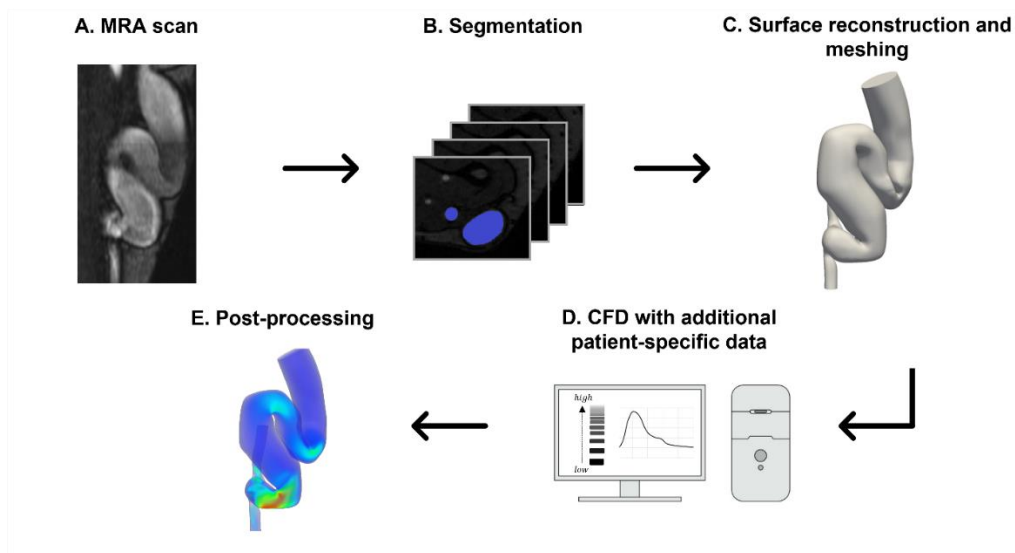 A. MRA scan
B. Segmentation
C. Surface reconstruction and
meshing
E. Post-processing
D. CFD with additional
patient-specific data
high
low